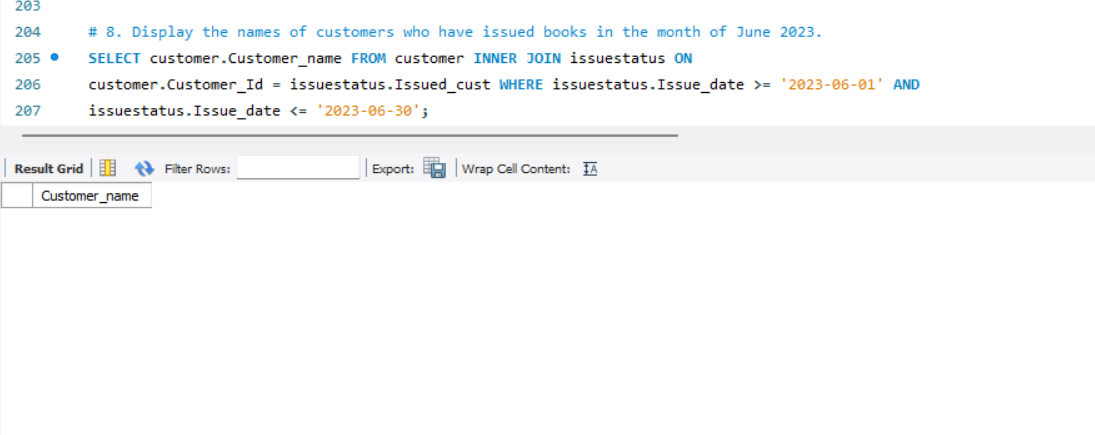 203
204 # 8. Display the names of customers who have issued books in the month of June 2023.
205 SELECT customer.Customer_name FROM customer INNER JOIN issuestatus ON
206 customer.Customer_Id = issuestatus.Issued_cust WHERE issuestatus.Issue_date >= '2023-06-01' AND
207 issuestatus.Issue_date <= '2023-06-30';
Result Grid Filter Rows: Export: Wrap Cell Content: IA
Customer_name